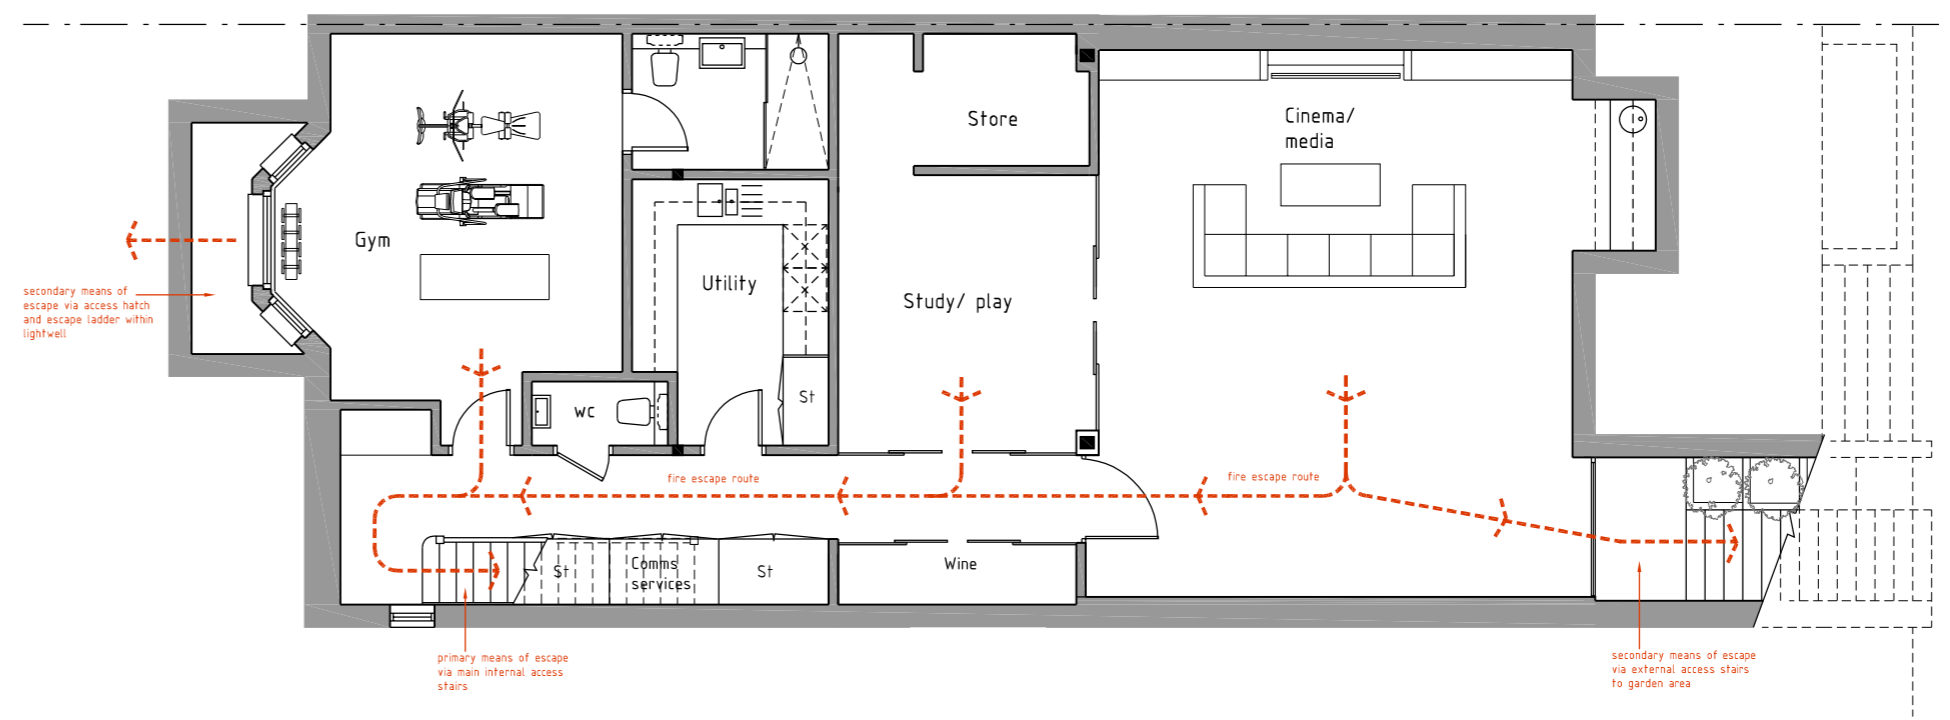 Store
Cinema/
media
Gym
Utility
Study/ play
secondary means of
escape via access hatch
and escape ladder within
lightwell
St
WC
fire escape route
fire escape route
St
Comms
services
St
Wine
primary means of escape
via main internal access
stairs
secondary means of escape
via external access stairs
to garden area